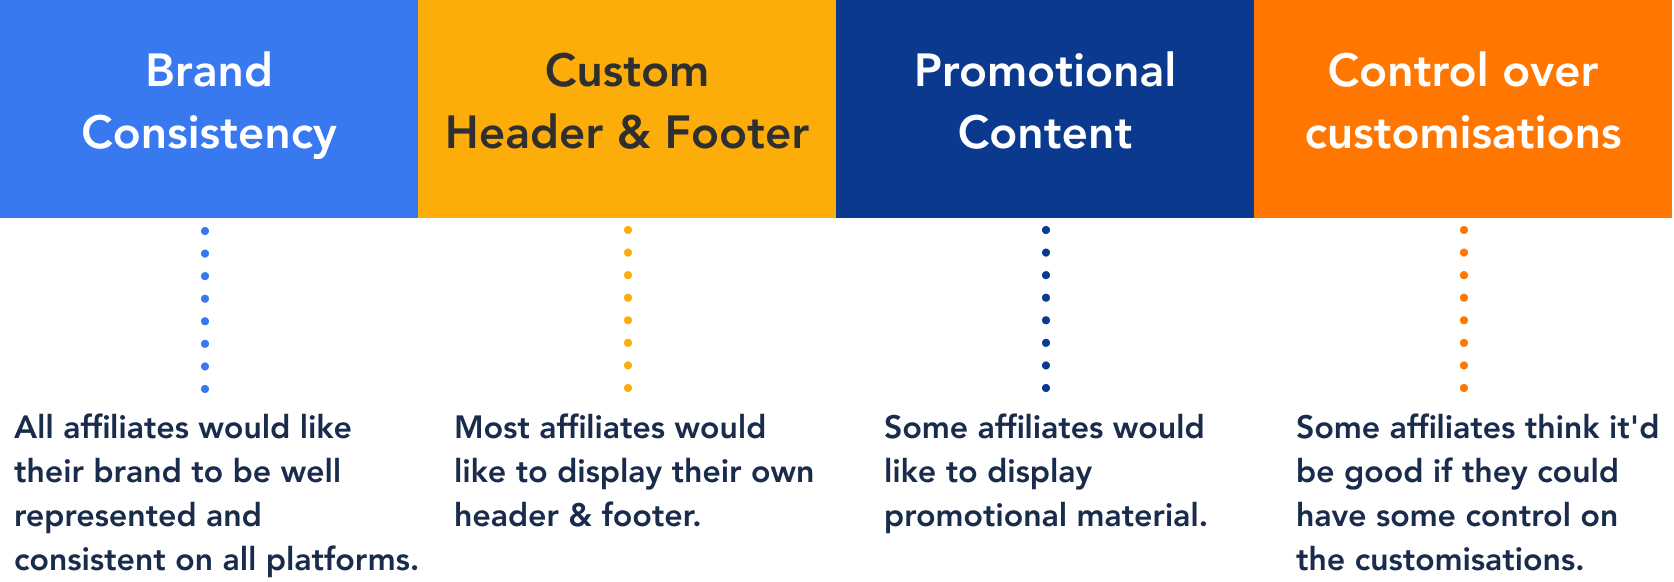 Brand
Consistency
Custom
Header & Footer
Promotional
Content
Control over
customisations
All affiliates would like
their brand to be well
represented and
consistent on all platforms.
Most affiliates would
like to display their own
header & footer.
Some affiliates would
like to display
promotional material.
Some affiliates think it'd
be good if they could
have some control on
the customisations.